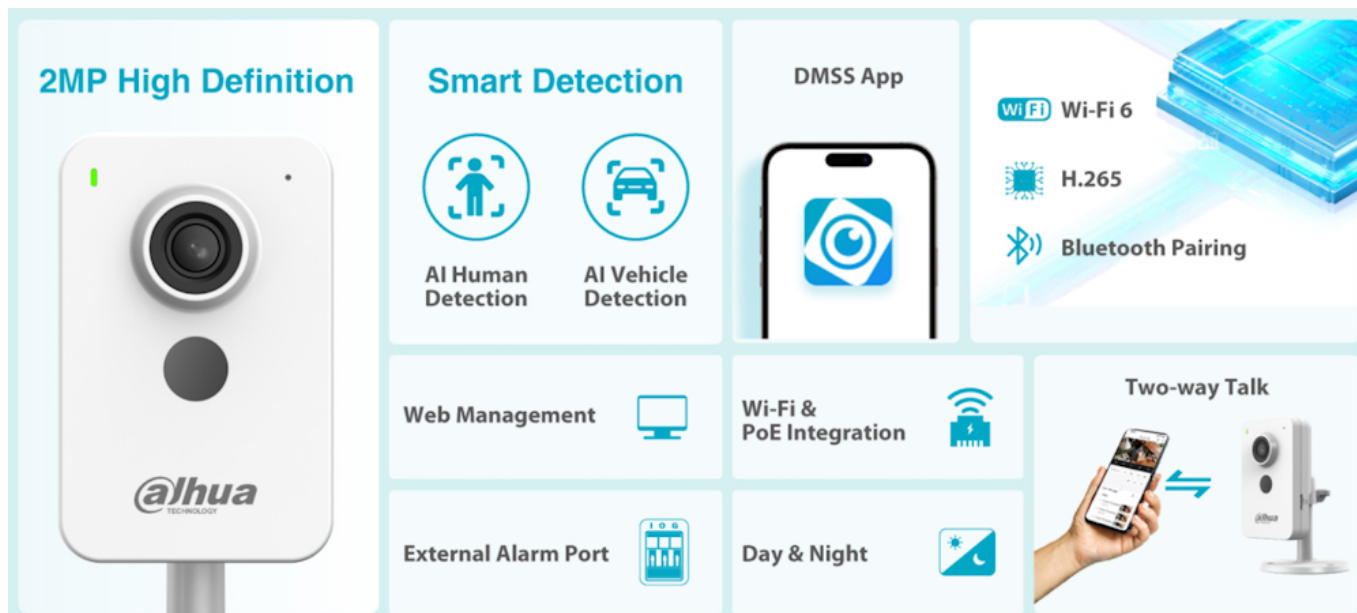 2MP High Definition
alhua
TECHNOLOGY
Smart Detection
AI Human
Detection
AI Vehicle
Detection
DMSS App
WiFi Wi-Fi 6
H.265
Bluetooth Pairing
Web Management
Wi-Fi &
PoE Integration
External Alarm Port
I O G
Day & Night
Two-way Talk
alhua